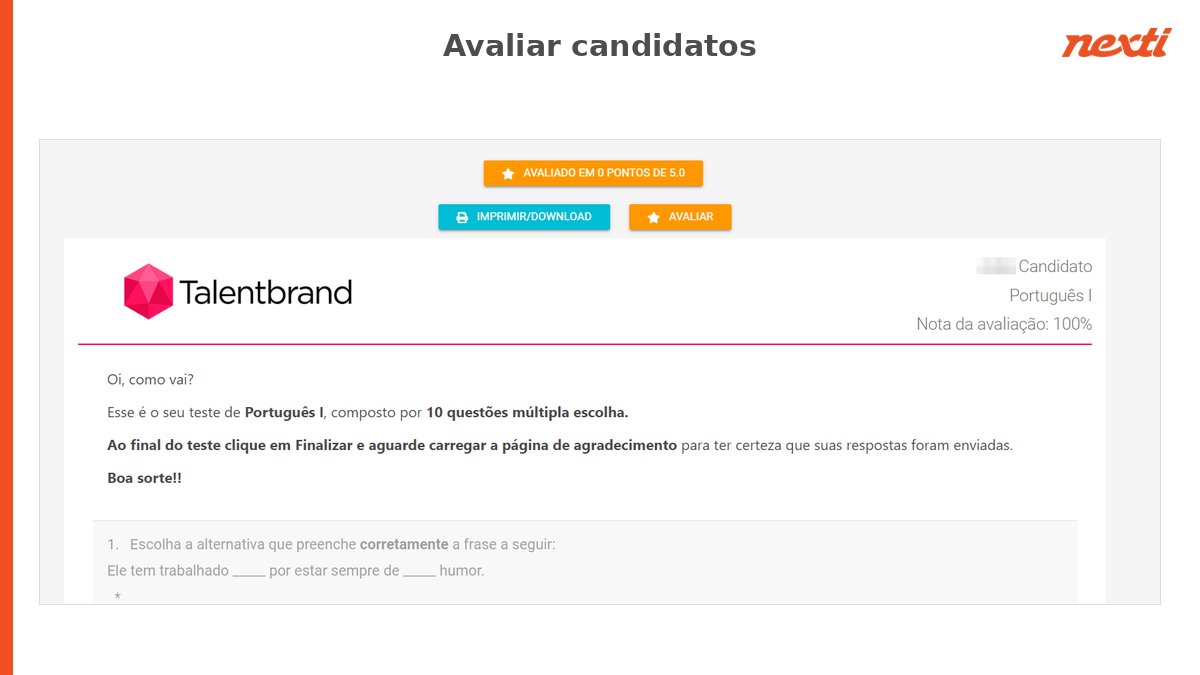 Avaliar candidatos
nexti
AVALIADO EM 0 PONTOS DE 5.0
IMPRIMIR/DOWNLOAD
AVALIAR
Talentbrand
Candidato
Português I
Nota da avaliação: 100%
Oi, como vai?
Esse é o seu teste de Português I, composto por 10 questões múltipla escolha.
Ao final do teste clique em Finalizar e aguarde carregar a página de agradecimento para ter certeza que suas respostas foram enviadas.
Boa sorte!!
1. Escolha a alternativa que preenche corretamente a frase a seguir:
Ele tem trabalhado ____ por estar sempre de ____ humor.
*